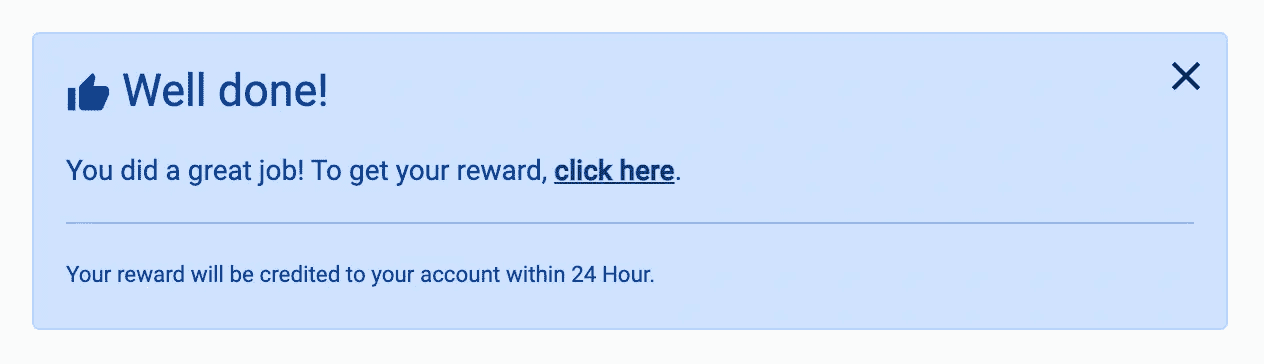 Well done!
You did a great job! To get your reward, click here.
Your reward will be credited to your account within 24 Hour.